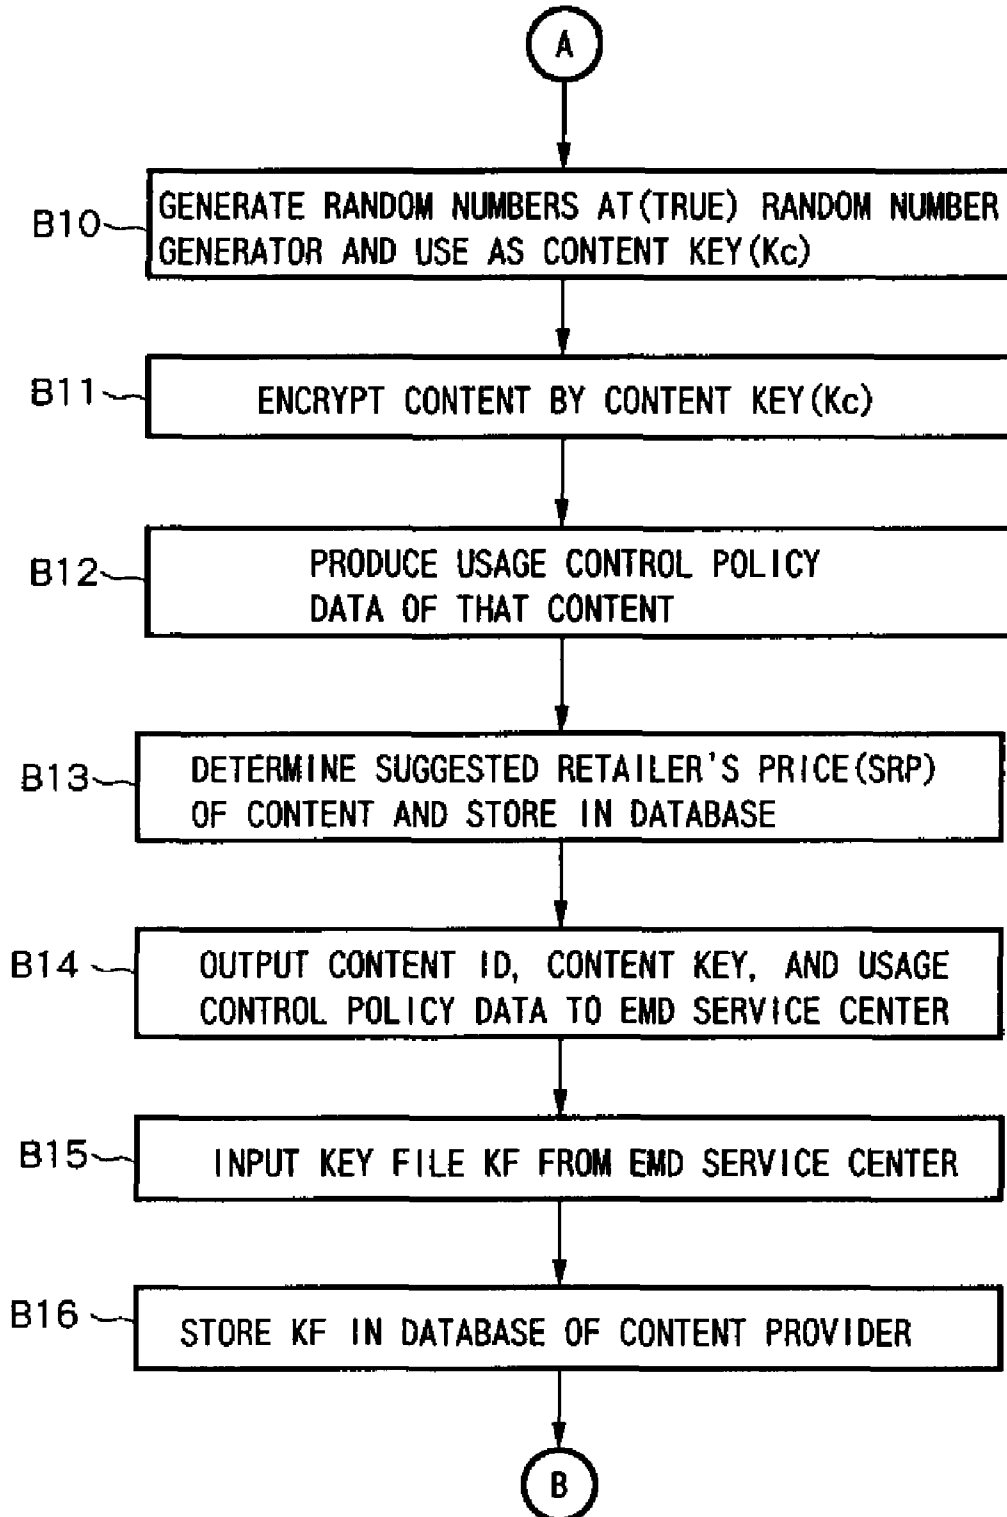 A
B10
GENERATE RANDOM NUMBERS AT(TRUE) RANDOM NUMBER
GENERATOR AND USE AS CONTENT KEY(Kc)
B11
ENCRYPT CONTENT BY CONTENT KEY(Kc)
B12
PRODUCE USAGE CONTROL POLICY
DATA OF THAT CONTENT
B13
DETERMINE SUGGESTED RETAILER'S PRICE(SRP)
OF CONTENT AND STORE IN DATABASE
B14
OUTPUT CONTENT ID, CONTENT KEY, AND USAGE
CONTROL POLICY DATA TO EMD SERVICE CENTER
B15
INPUT KEY FILE KF FROM EMD SERVICE CENTER
B16
STORE KF IN DATABASE OF CONTENT PROVIDER
B